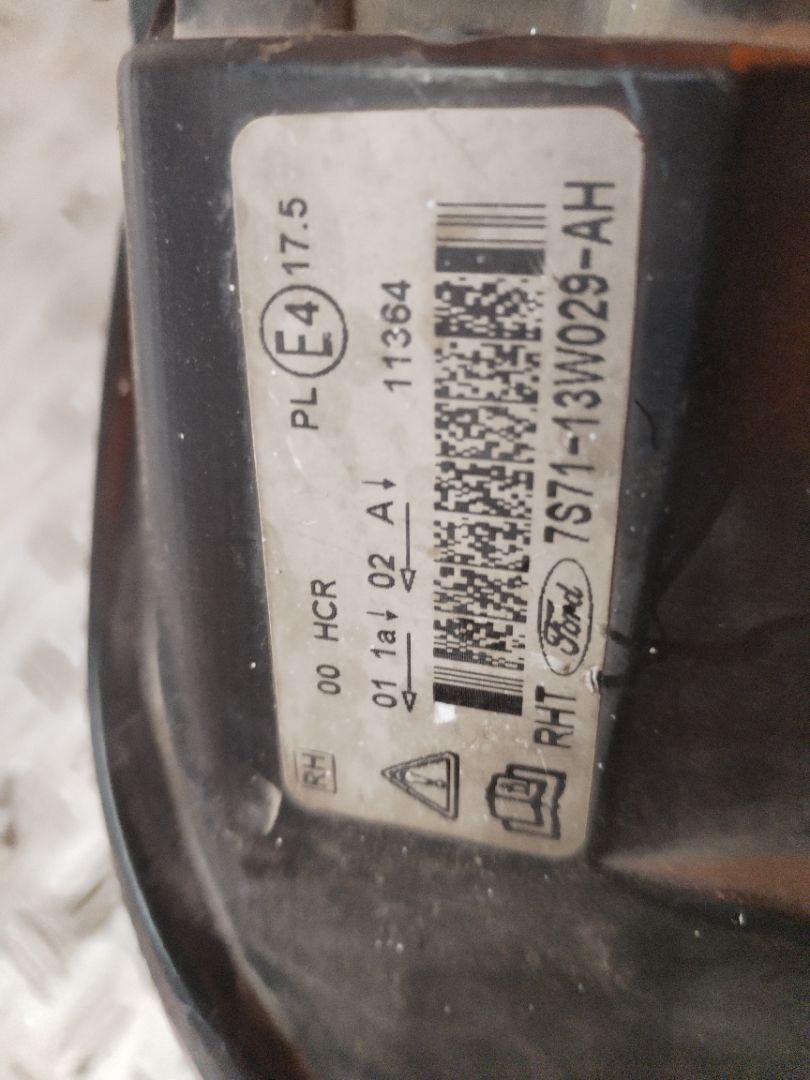 RH 00 HCR PL E4 17.5
01 1a 02 A 11364
RHT Ford 7S71-13W029-AH